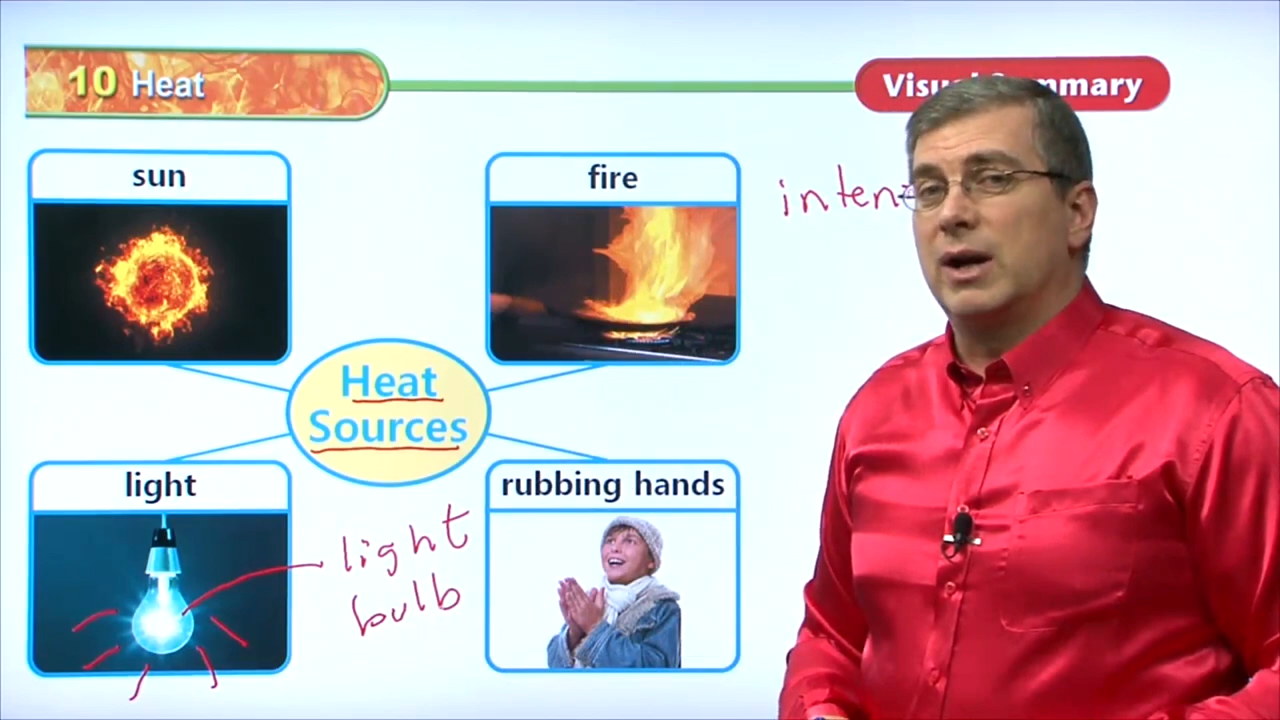 10 Heat
sun
fire
Heat
Sources
light
rubbing hands
light
bulb